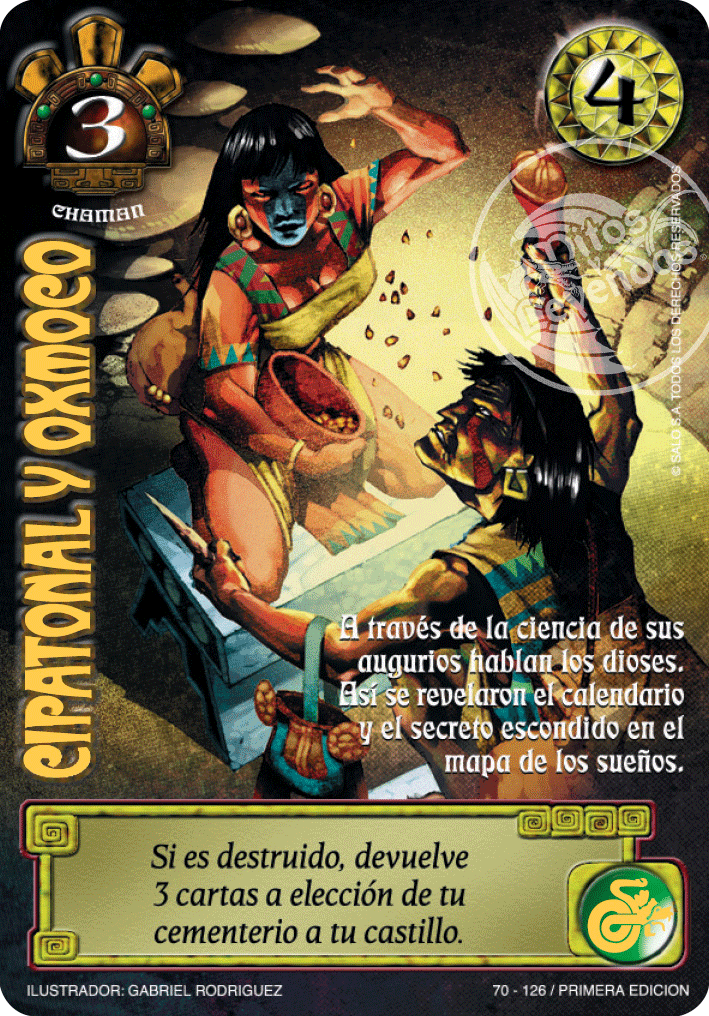 3
CHAMAN
4
Mitos
y
Leyendas
®
© SALO S.A. TODOS LOS DERECHOS RESERVADOS
CIPATONAL Y OXMOCO
A través de la ciencia de sus
augurios hablan los dioses.
Así se revelaron el calendario
y el secreto escondido en el
mapa de los sueños.
Si es destruido, devuelve
3 cartas a elección de tu
cementerio a tu castillo.
ILUSTRADOR: GABRIEL RODRIGUEZ
70 - 126 / PRIMERA EDICION